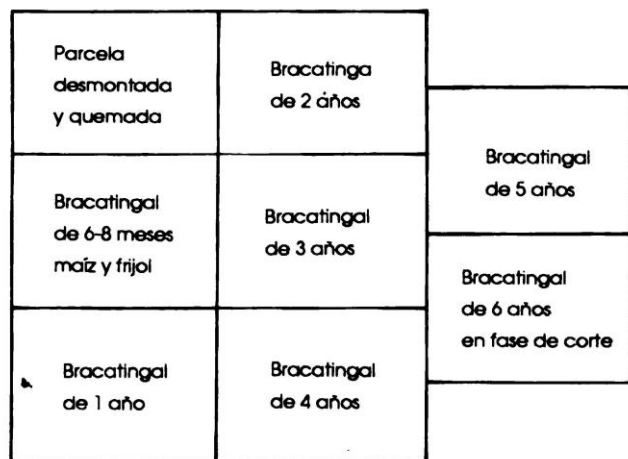 Parcela
desmontada
y quemada
Bracatingal
de 6-8 meses
maíz y frijol
Bracatingal
de 1 año
Bracatinga
de 2 años
Bracatingal
de 3 años
Bracatingal
de 4 años
Bracatingal
de 5 años
Bracatingal
de 6 años
en fase de corte